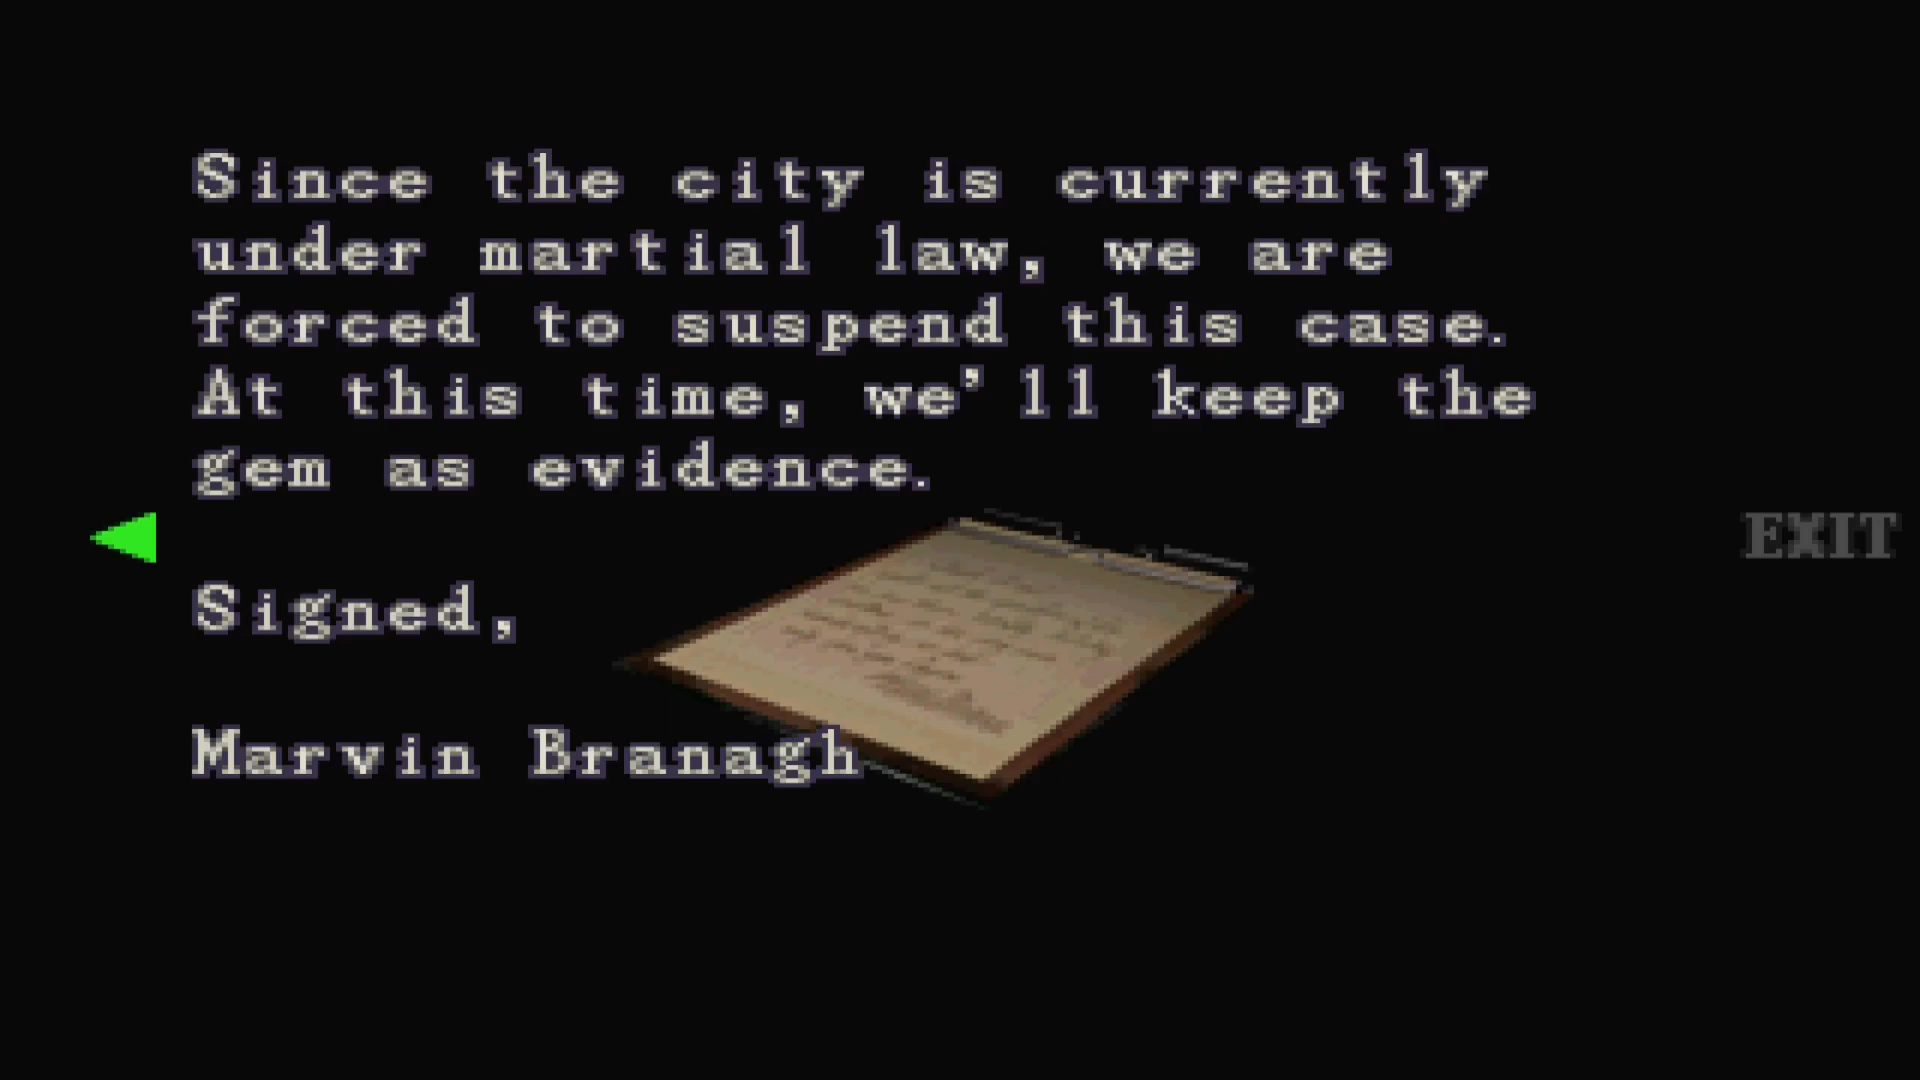 Since the city is currently
under martial law, we are
forced to suspend this case.
At this time, we'll keep the
gem as evidence.
EXIT
Signed,
Marvin Branagh